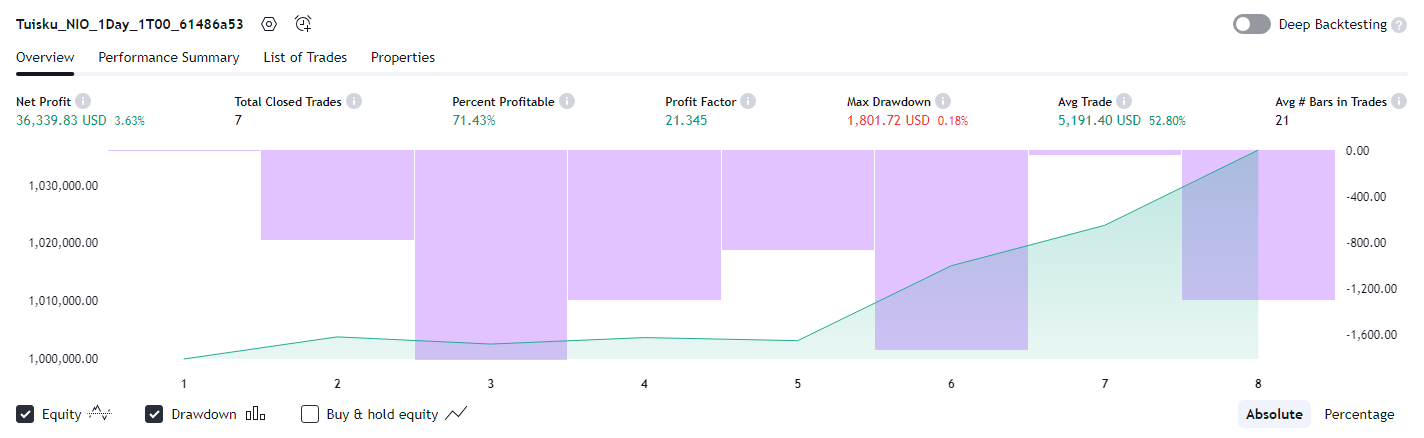 Tuisku_NIO_1Day_1T00_61486a53 Deep Backtesting ?
Overview Performance Summary List of Trades Properties
Net Profit Total Closed Trades Percent Profitable Profit Factor Max Drawdown Avg Trade Avg # Bars in Trades
36,339.83 USD 3.63% 7 71.43% 21.345 1,801.72 USD 0.18% 5,191.40 USD 52.80% 21
0.00
1,030,000.00
-400.00
1,020,000.00 -800.00
-1,200.00
1,010,000.00
-1,600.00
1,000,000.00
1 2 3 4 5 6 7 8
Equity Drawdown Buy & hold equity Absolute Percentage